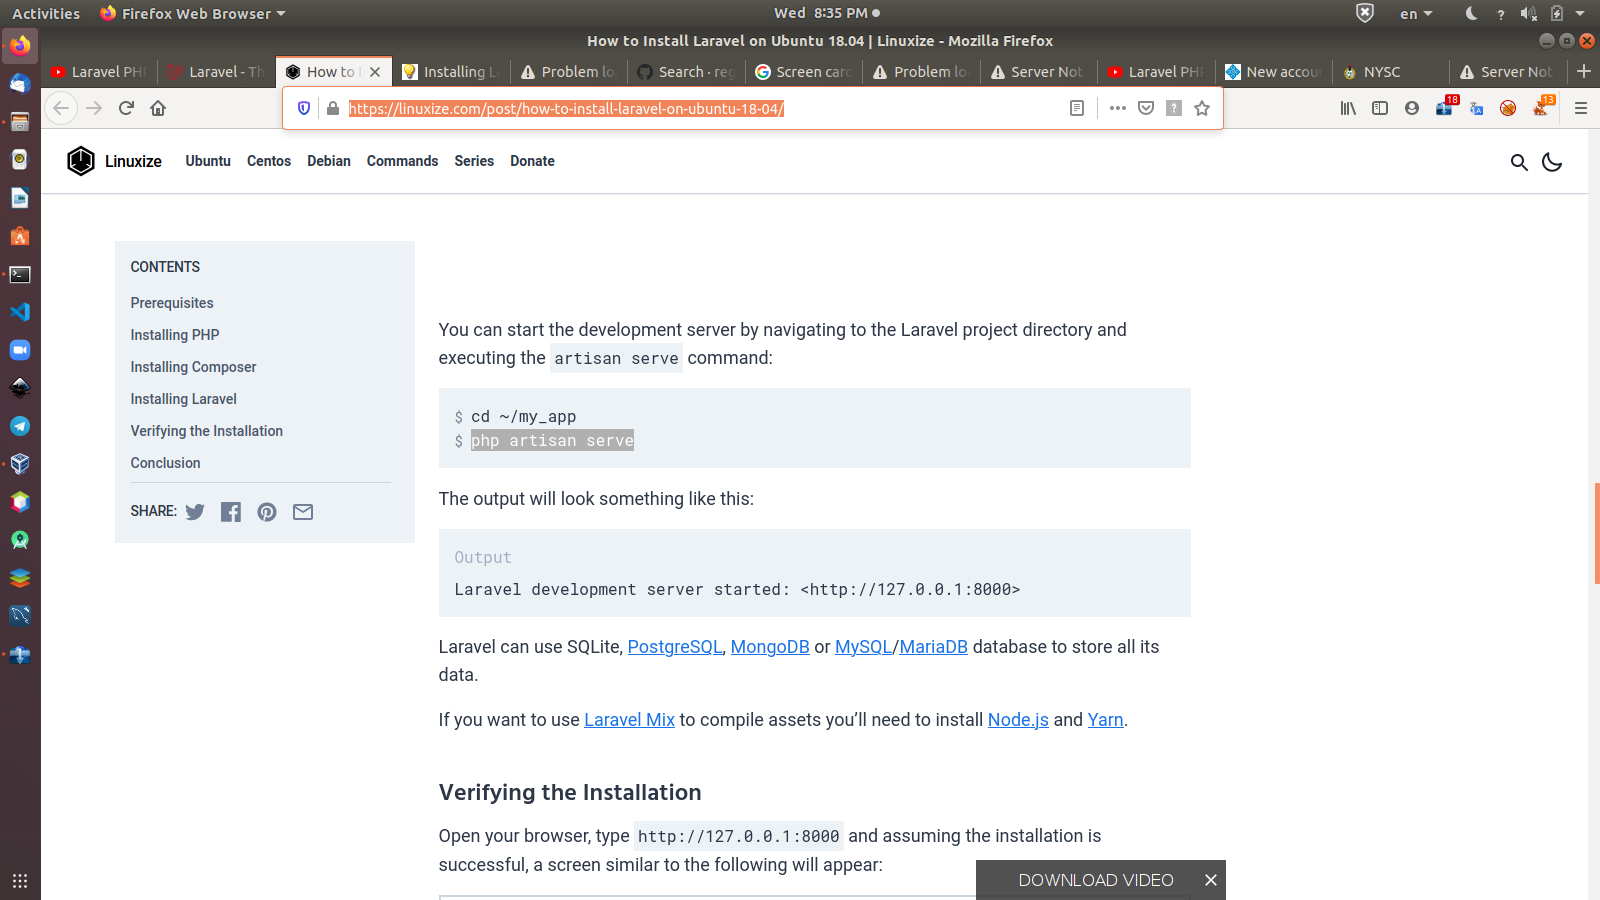 Activities
Firefox Web Browser
Wed 8:35 PM
en
How to Install Laravel on Ubuntu 18.04 | Linuxize - Mozilla Firefox
Laravel PH
Laravel - Th
How to
Installing L
Problem lo
Search · reg
Screen card
Problem lo
Server Not
Laravel PH
New accou
NYSC
Server Not
https://linuxize.com/post/how-to-install-laravel-on-ubuntu-18-04/
18
13
Linuxize
Ubuntu
Centos
Debian
Commands
Series
Donate
CONTENTS
Prerequisites
Installing PHP
Installing Composer
Installing Laravel
Verifying the Installation
Conclusion
SHARE:
You can start the development server by navigating to the Laravel project directory and
executing the artisan serve command:
$ cd ~/my_app
$ php artisan serve
The output will look something like this:
Output
Laravel development server started: <http://127.0.0.1:8000>
Laravel can use SQLite, PostgreSQL, MongoDB or MySQL/MariaDB database to store all its
data.
If you want to use Laravel Mix to compile assets you’ll need to install Node.js and Yarn.
Verifying the Installation
Open your browser, type http://127.0.0.1:8000 and assuming the installation is
successful, a screen similar to the following will appear:
DOWNLOAD VIDEO